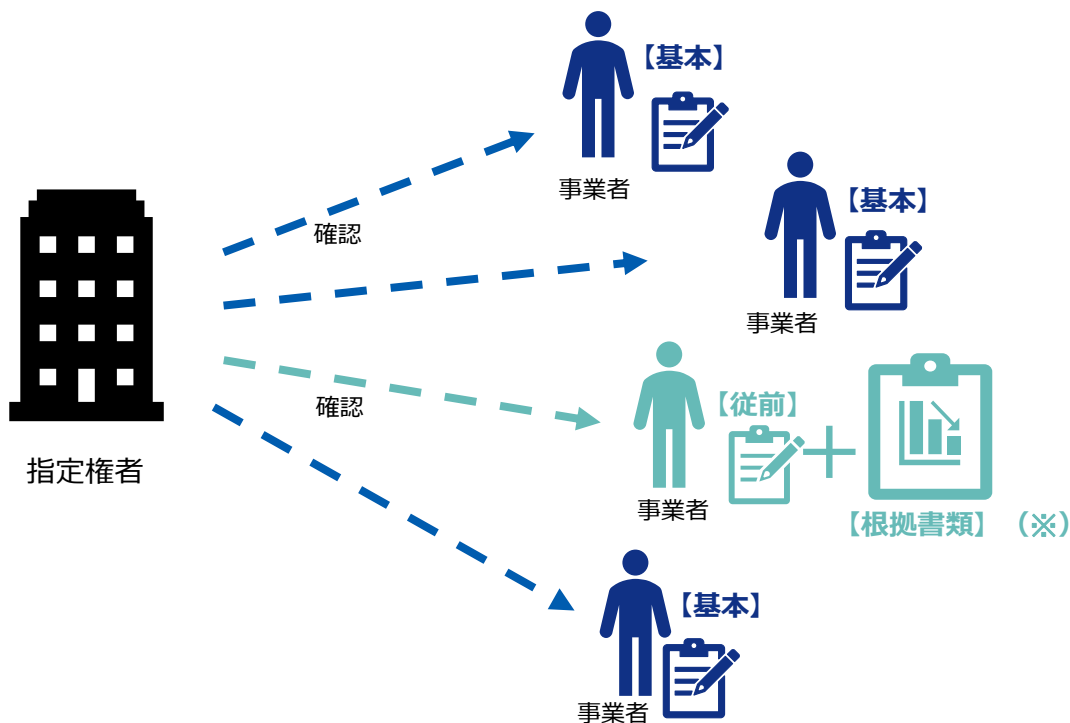 【基本】
事業者
【基本】
確認
事業者
確認
【従前】
指定権者
事業者
【根拠書類】（※）
【基本】
事業者